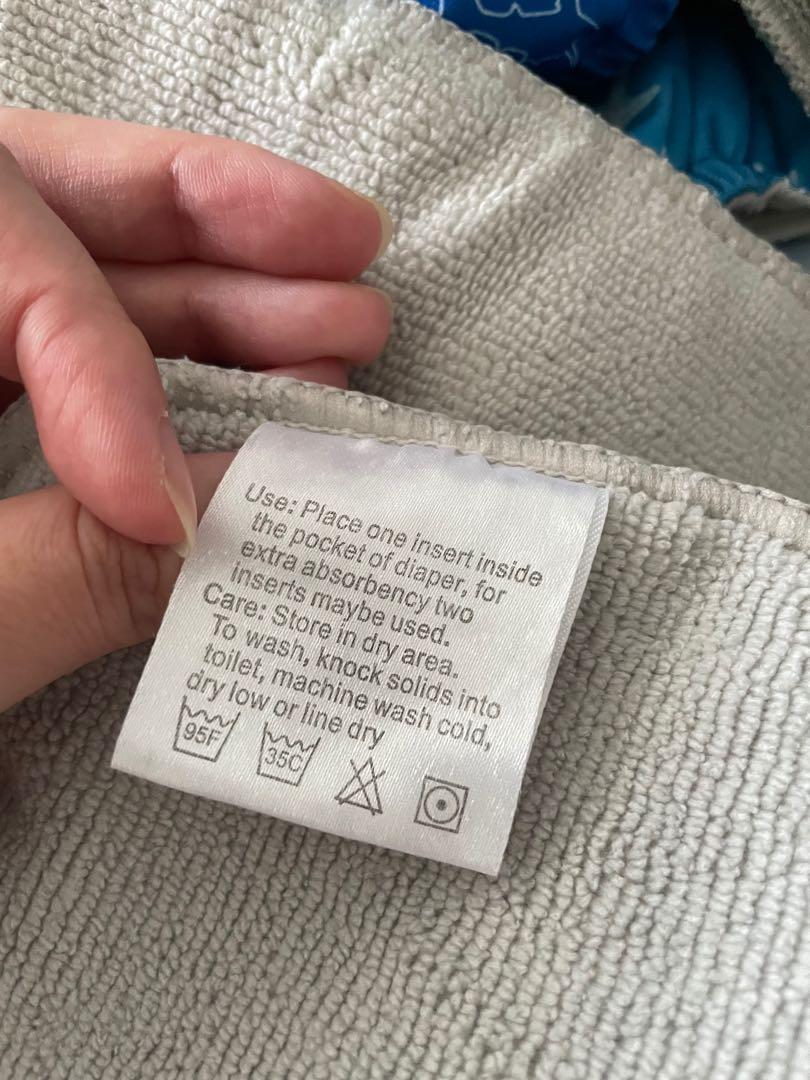 Use: Place one insert inside
the pocket of diaper, for
extra absorbency two
inserts maybe used.
Care: Store in dry area.
To wash, knock solids into
toilet, machine wash cold,
dry low or line dry
95F 35C